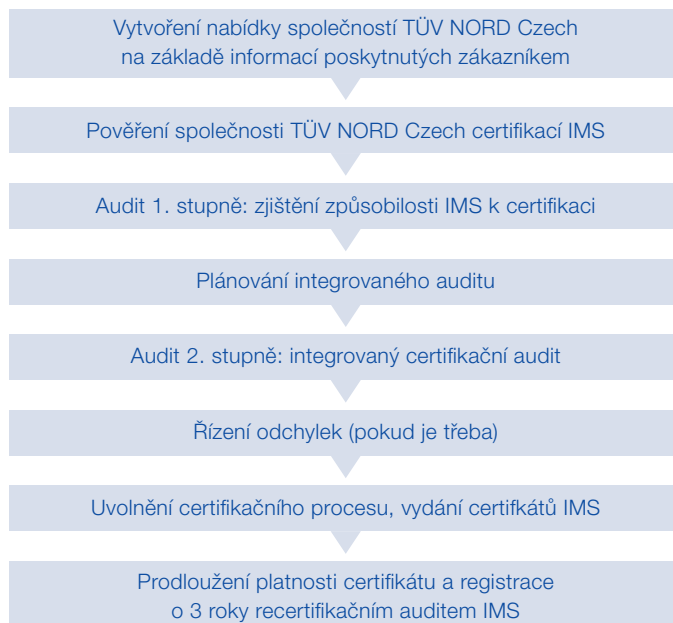 Vytvoření nabídky společností TÜV NORD Czech
na základě informací poskytnutých zákazníkem
Pověření společnosti TÜV NORD Czech certifikací IMS
Audit 1. stupně: zjištění způsobilosti IMS k certifikaci
Plánování integrovaného auditu
Audit 2. stupně: integrovaný certifikační audit
Řízení odchylek (pokud je třeba)
Uvolnění certifikačního procesu, vydání certifkátů IMS
Prodloužení platnosti certifikátu a registrace
o 3 roky recertifikačním auditem IMS